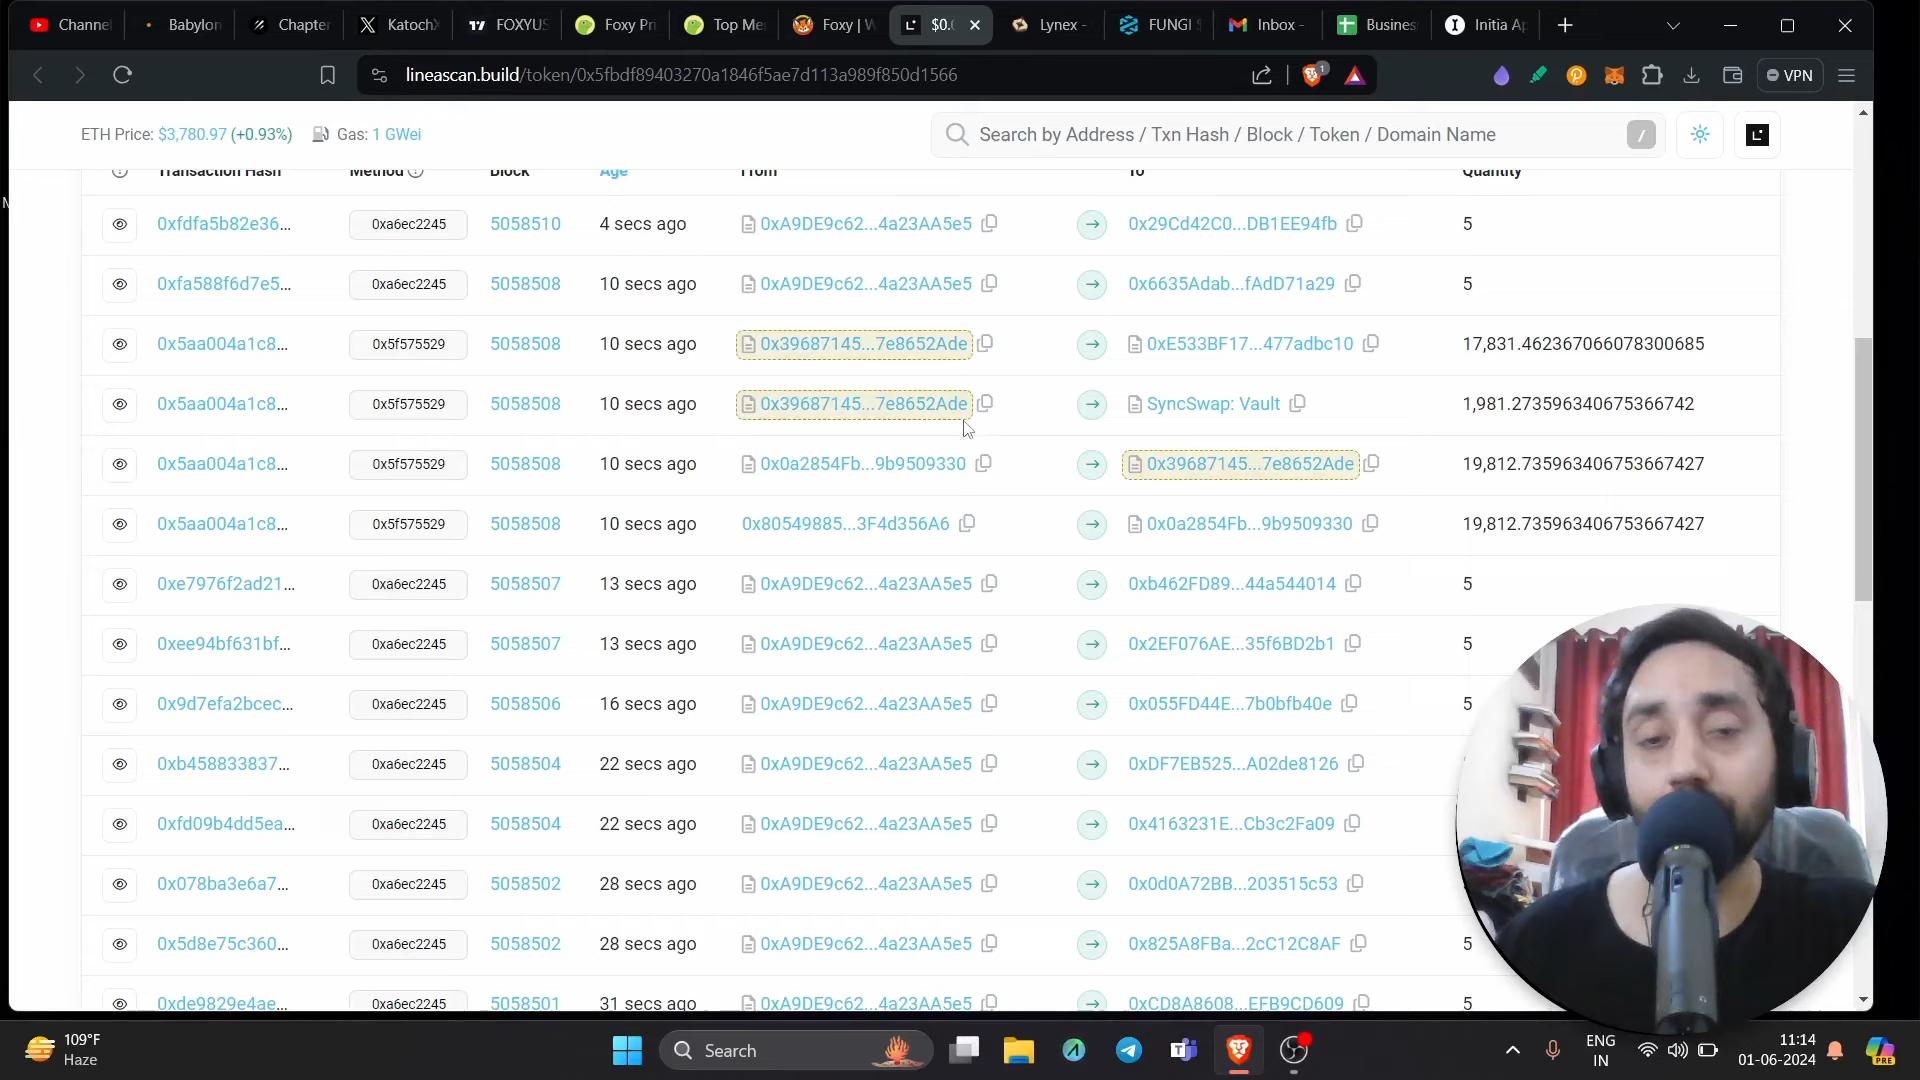 Channel
Babylon
Chapter
KatochX
FOXYUS
Foxy Pri
Top Me
Foxy | W
$0.
Lynex -
FUNGI
Inbox -
Busines
Initia Ap
lineascan.build/token/0x5fbdf89403270a1846f5ae7d113a989f850d1566
1
VPN
ETH Price: $3,780.97 (+0.93%) Gas: 1 GWei
Search by Address / Txn Hash / Block / Token / Domain Name /
Transaction Hash Method Block Age From To Quantity
0xfdfa5b82e36... 0xa6ec2245 5058510 4 secs ago 0xA9DE9c62...4a23AA5e5 0x29Cd42C0...DB1EE94fb 5
0xfa588f6d7e5... 0xa6ec2245 5058508 10 secs ago 0xA9DE9c62...4a23AA5e5 0x6635Adab...fAdD71a29 5
0x5aa004a1c8... 0x5f575529 5058508 10 secs ago 0x39687145...7e8652Ade 0xE533BF17...477adbc10 17,831.462367066078300685
0x5aa004a1c8... 0x5f575529 5058508 10 secs ago 0x39687145...7e8652Ade SyncSwap: Vault 1,981.273596340675366742
0x5aa004a1c8... 0x5f575529 5058508 10 secs ago 0x0a2854Fb...9b9509330 0x39687145...7e8652Ade 19,812.735963406753667427
0x5aa004a1c8... 0x5f575529 5058508 10 secs ago 0x80549885...3F4d356A6 0x0a2854Fb...9b9509330 19,812.735963406753667427
0xe7976f2ad21... 0xa6ec2245 5058507 13 secs ago 0xA9DE9c62...4a23AA5e5 0xb462FD89...44a544014 5
0xee94bf631bf... 0xa6ec2245 5058507 13 secs ago 0xA9DE9c62...4a23AA5e5 0x2EF076AE...35f6BD2b1 5
0x9d7efa2bcec... 0xa6ec2245 5058506 16 secs ago 0xA9DE9c62...4a23AA5e5 0x055FD44E...7b0bfb40e 5
0xb458833837... 0xa6ec2245 5058504 22 secs ago 0xA9DE9c62...4a23AA5e5 0xDF7EB525...A02de8126
0xfd09b4dd5ea... 0xa6ec2245 5058504 22 secs ago 0xA9DE9c62...4a23AA5e5 0x4163231E...Cb3c2Fa09
0x078ba3e6a7... 0xa6ec2245 5058502 28 secs ago 0xA9DE9c62...4a23AA5e5 0x0d0A72BB...203515c53
0x5d8e75c360... 0xa6ec2245 5058502 28 secs ago 0xA9DE9c62...4a23AA5e5 0x825A8FBa...2cC12C8AF 5
0xde9829e4ae... 0xa6ec2245 5058501 31 secs ago 0xA9DE9c62...4a23AA5e5 0xCD8A8608...EFB9CD609 5
109°F
Haze
Search
ENG
IN
11:14
01-06-2024
PRE